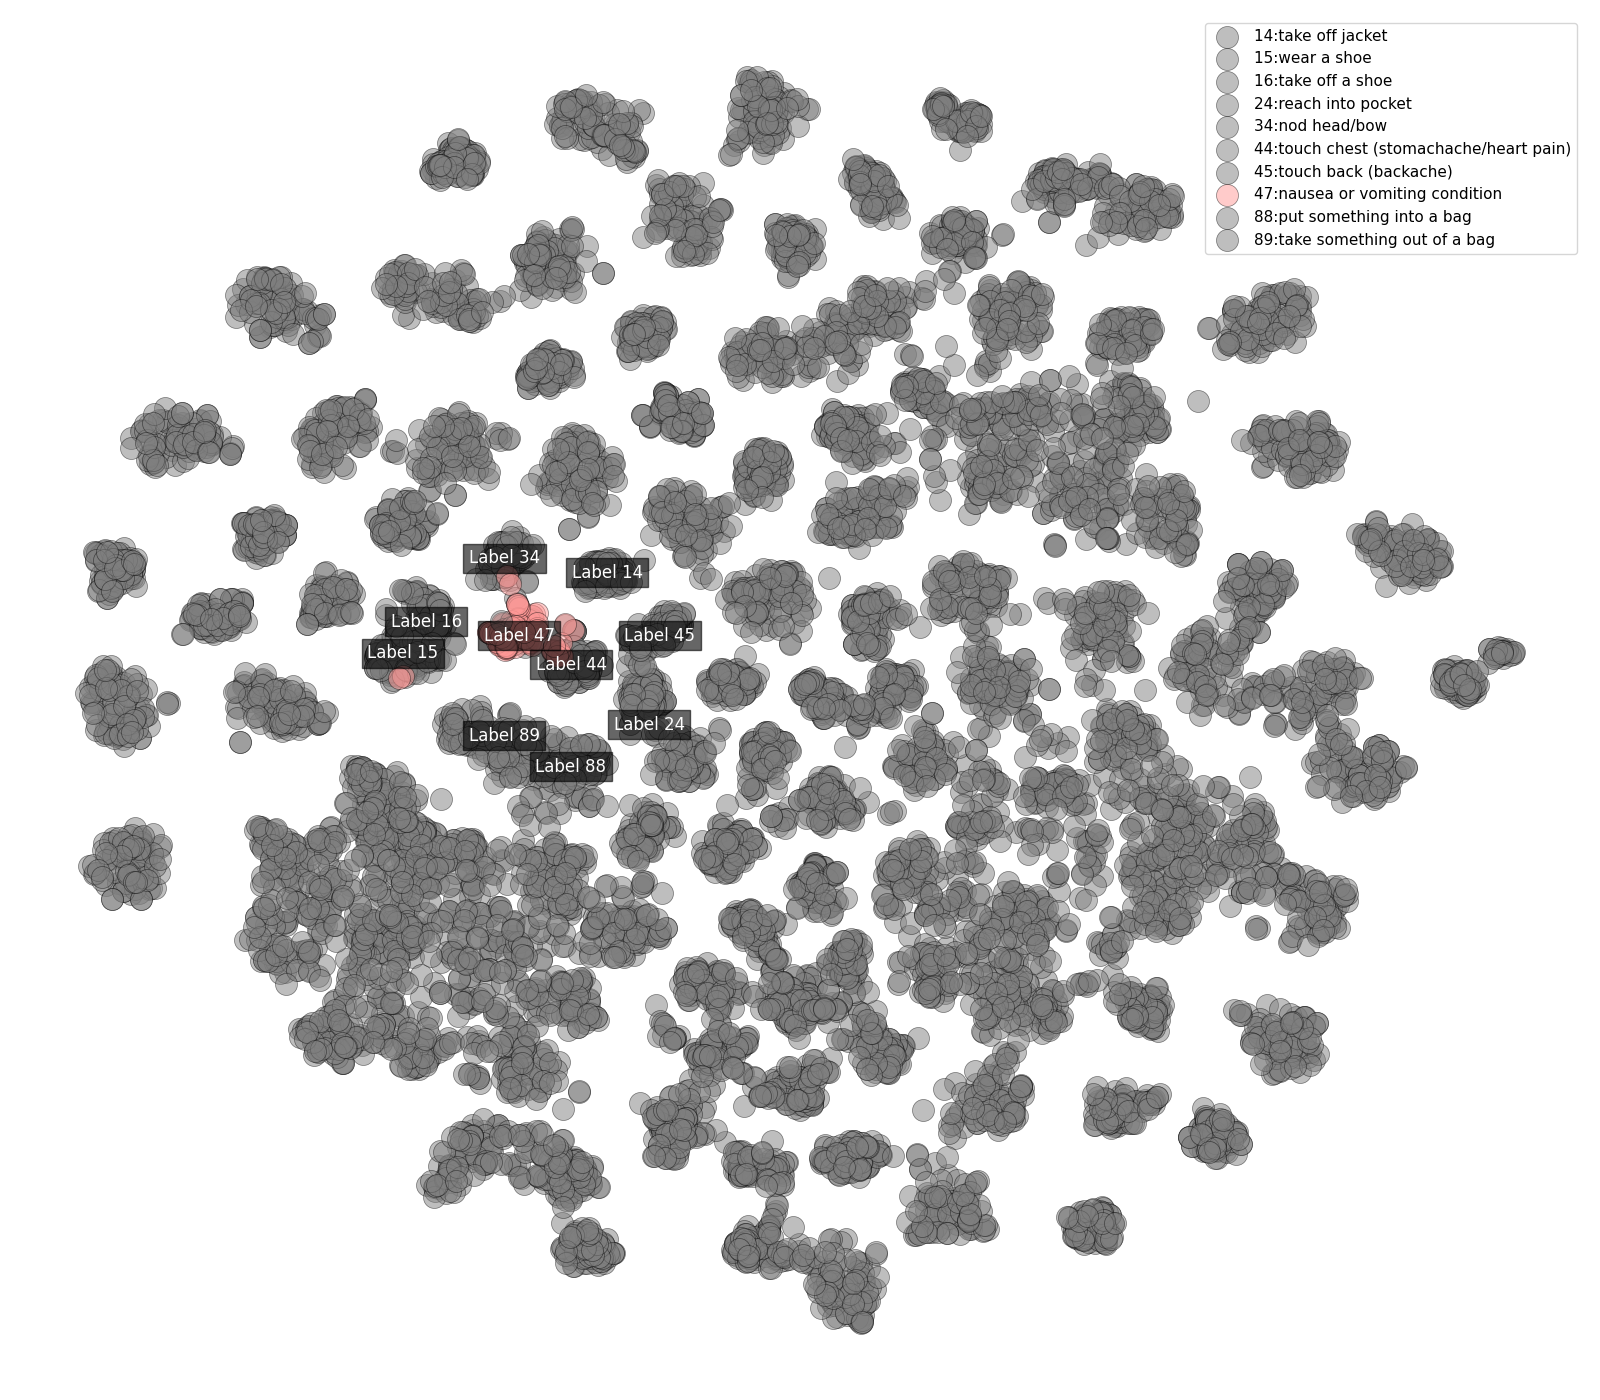 14:take off jacket
15:wear a shoe
16:take off a shoe
24:reach into pocket
34:nod head/bow
44:touch chest (stomachache/heart pain)
45:touch back (backache)
47:nausea or vomiting condition
88:put something into a bag
89:take something out of a bag
Label 34
Label 14
Label 16
Label 47
Label 45
Label 15
Label 44
Label 24
Label 89
Label 88